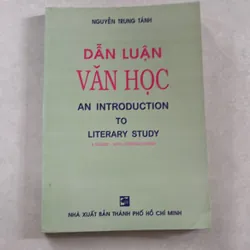 NGUYỄN TRUNG TÁNH
DẪN LUẬN
VĂN HỌC
AN INTRODUCTION
TO
LITERARY STUDY
NHÀ XUẤT BẢN THÀNH PHỐ HỒ CHÍ MINH